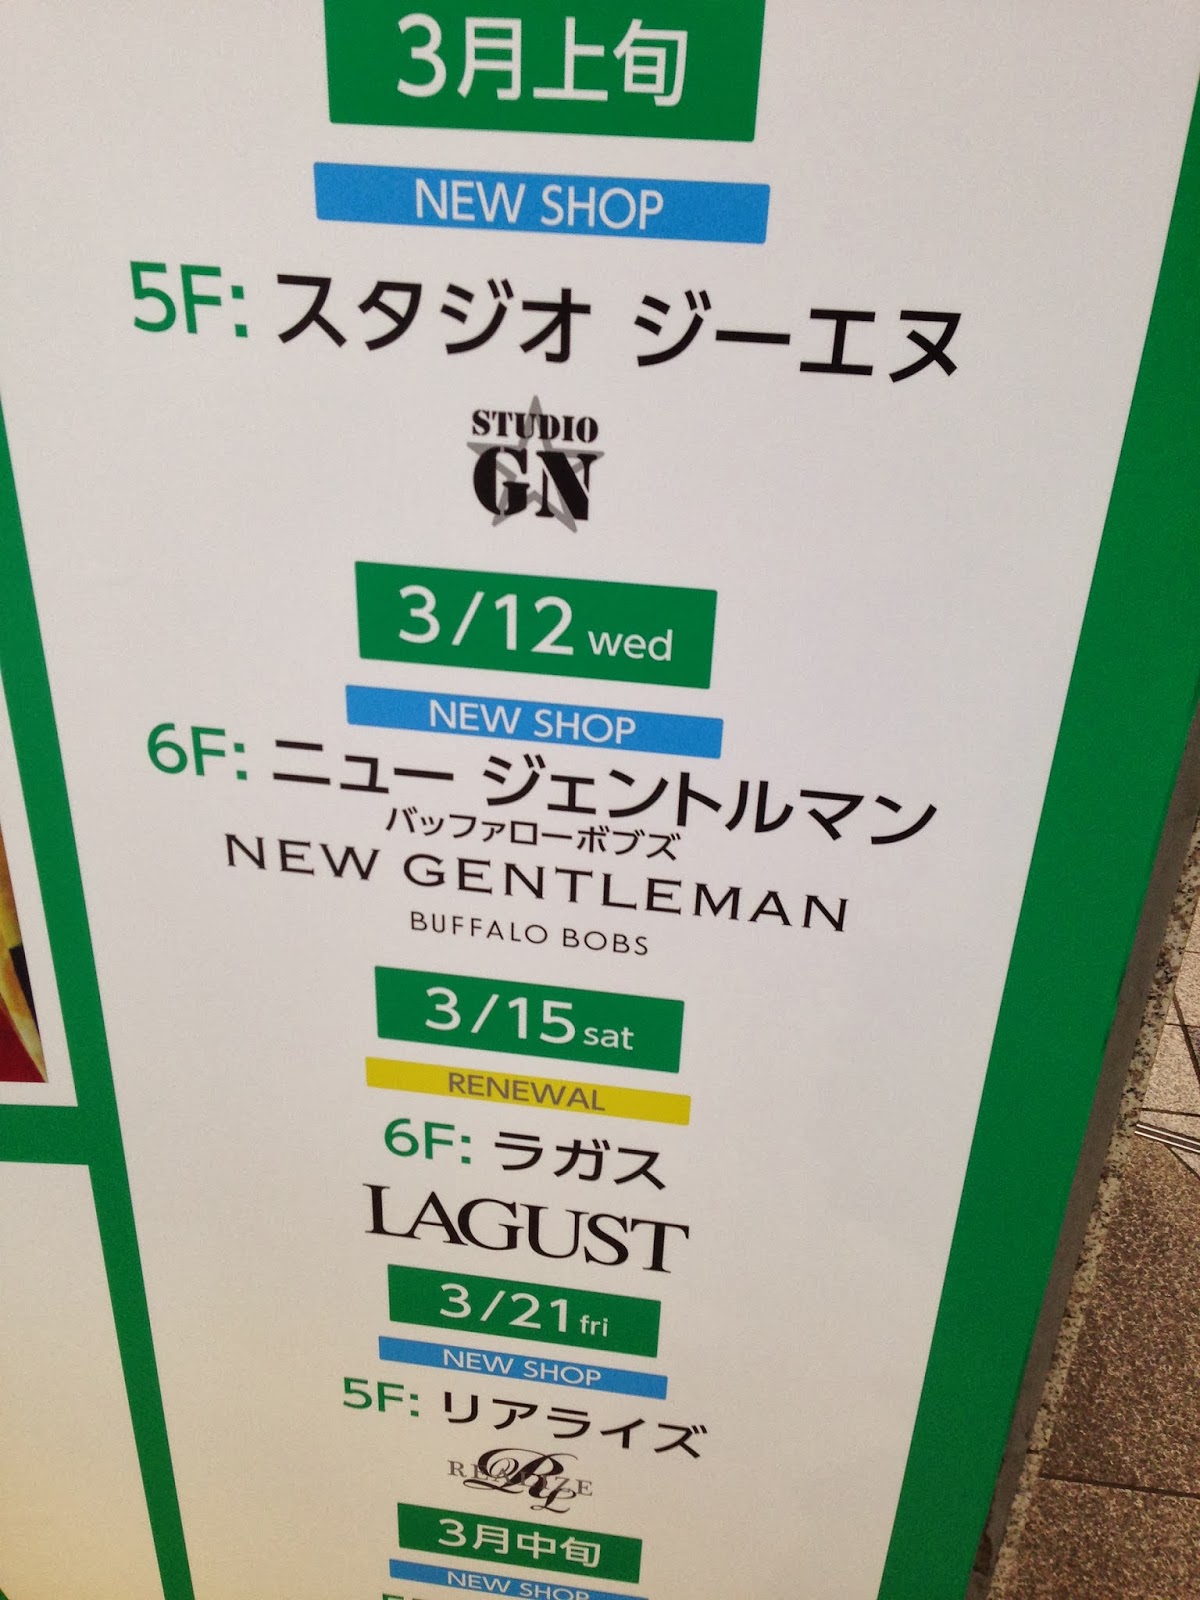 3月上旬
NEW SHOP
5F: スタジオ ジーエヌ
STUDIO
GN
3/12 wed
NEW SHOP
6F: ニュー ジェントルマン
バッファローボブズ
NEW GENTLEMAN
BUFFALO BOBS
3/15 sat
RENEWAL
6F: ラガス
LAGUST
3/21 fri
NEW SHOP
5F: リアライズ
REALIZE
3月中旬
NEW SHOP